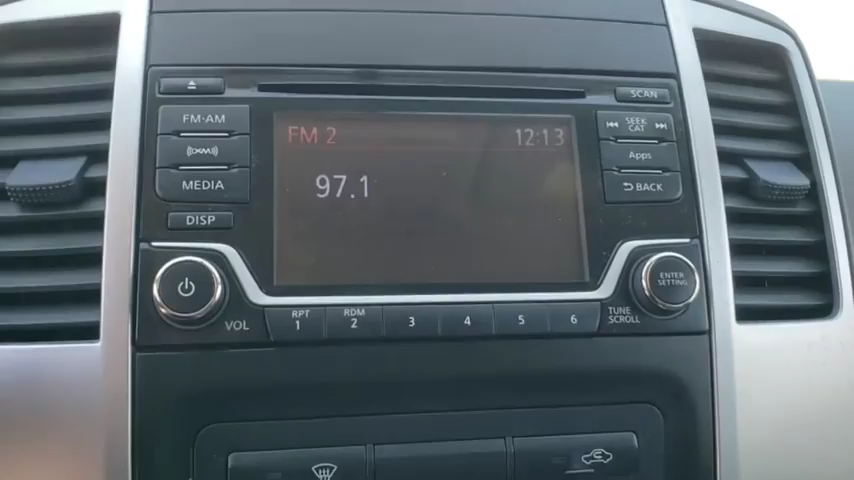 SCAN
FM·AM
XM
MEDIA
DISP
FM 2
12:13
97.1
SEEK
CAT
Apps
BACK
VOL
RPT
1
RDM
2
3
4
5
6
TUNE
SCROLL
ENTER
SETTING